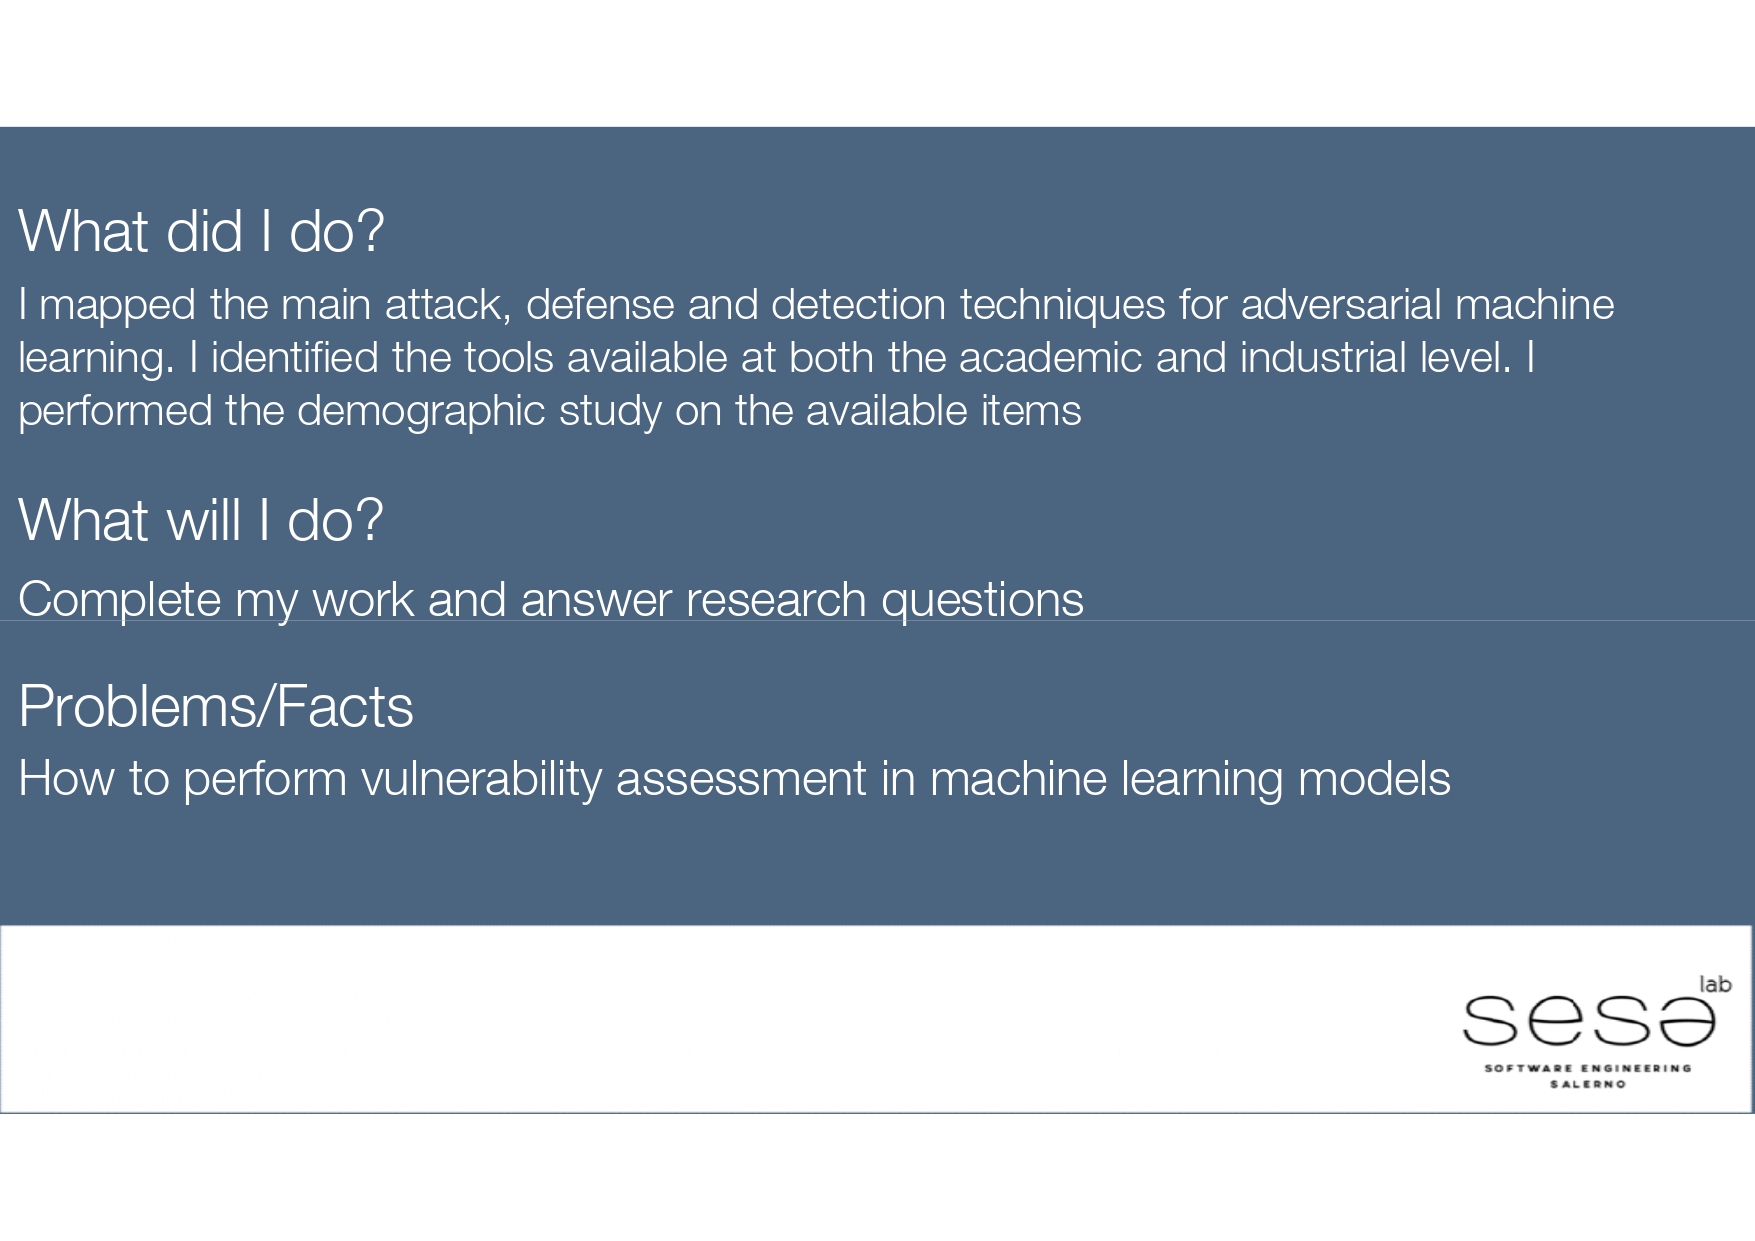 What did I do?
I mapped the main attack, defense and detection techniques for adversarial machine
learning. I identified the tools available at both the academic and industrial level. I
performed the demographic study on the available items
What will I do?
Complete my work and answer research questions
Problems/Facts
How to perform vulnerability assessment in machine learning models
lab
sesə
SOFTWARE ENGINEERING
SALERNO